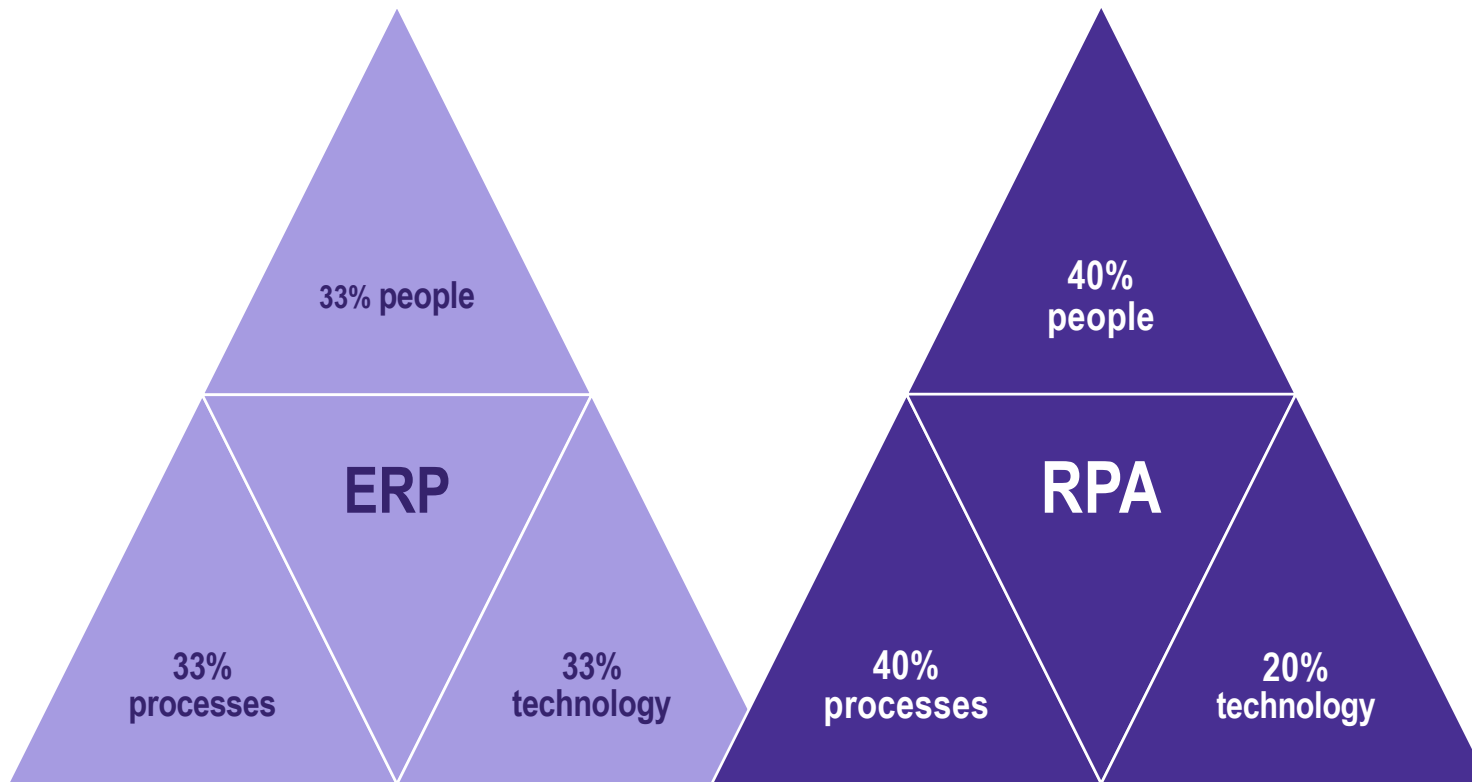 33% people
ERP
33%
processes
33%
technology
40%
people
RPA
40%
processes
20%
technology